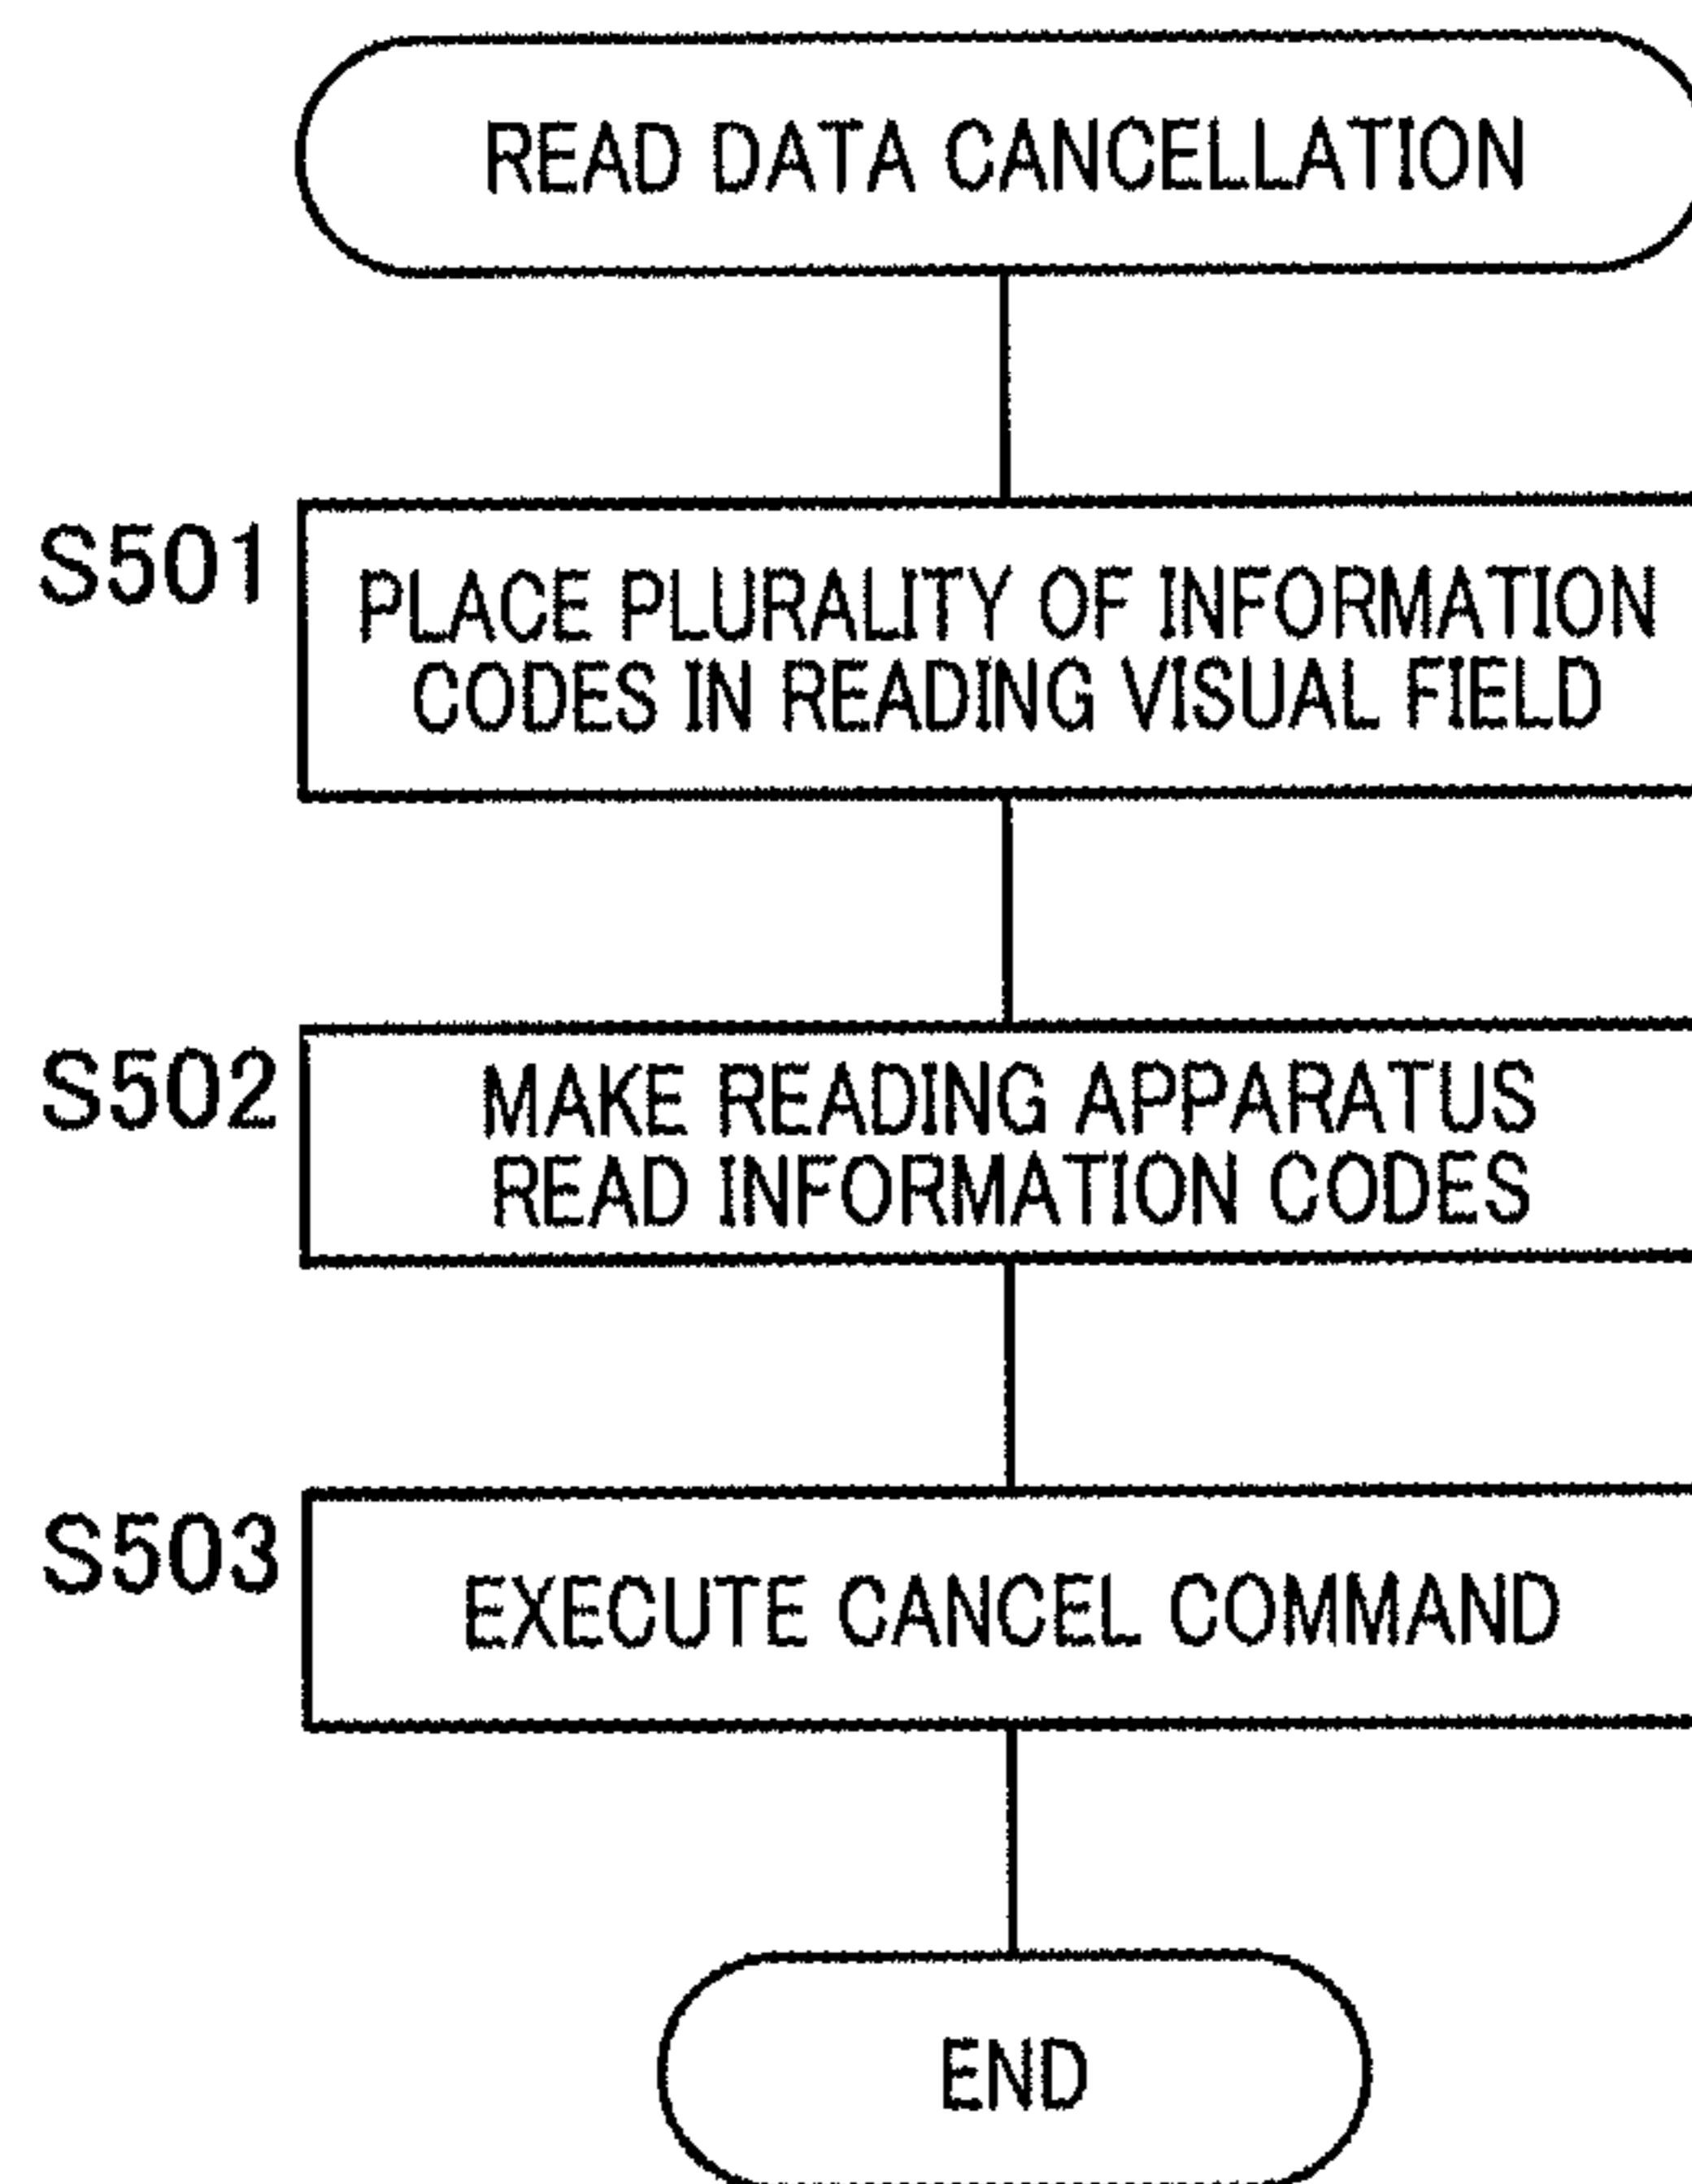 READ DATA CANCELLATION
S501
PLACE PLURALITY OF INFORMATION
CODES IN READING VISUAL FIELD
S502
MAKE READING APPARATUS
READ INFORMATION CODES
S503
EXECUTE CANCEL COMMAND
END